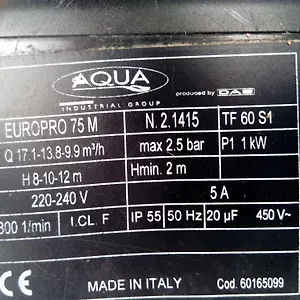 AQUA
INDUSTRIAL GROUP
produced by DAB
EUROPRO 75 M N. 2.1415 TF 60 S1
Q 17.1-13.8-9.9 m³/h max 2.5 bar P1 1 kW
H 8-10-12 m Hmin. 2 m
220-240 V 5 A
800 1/min I.CL. F IP 55 50 Hz 20 µF 450 V~
CE MADE IN ITALY Cod. 60165099